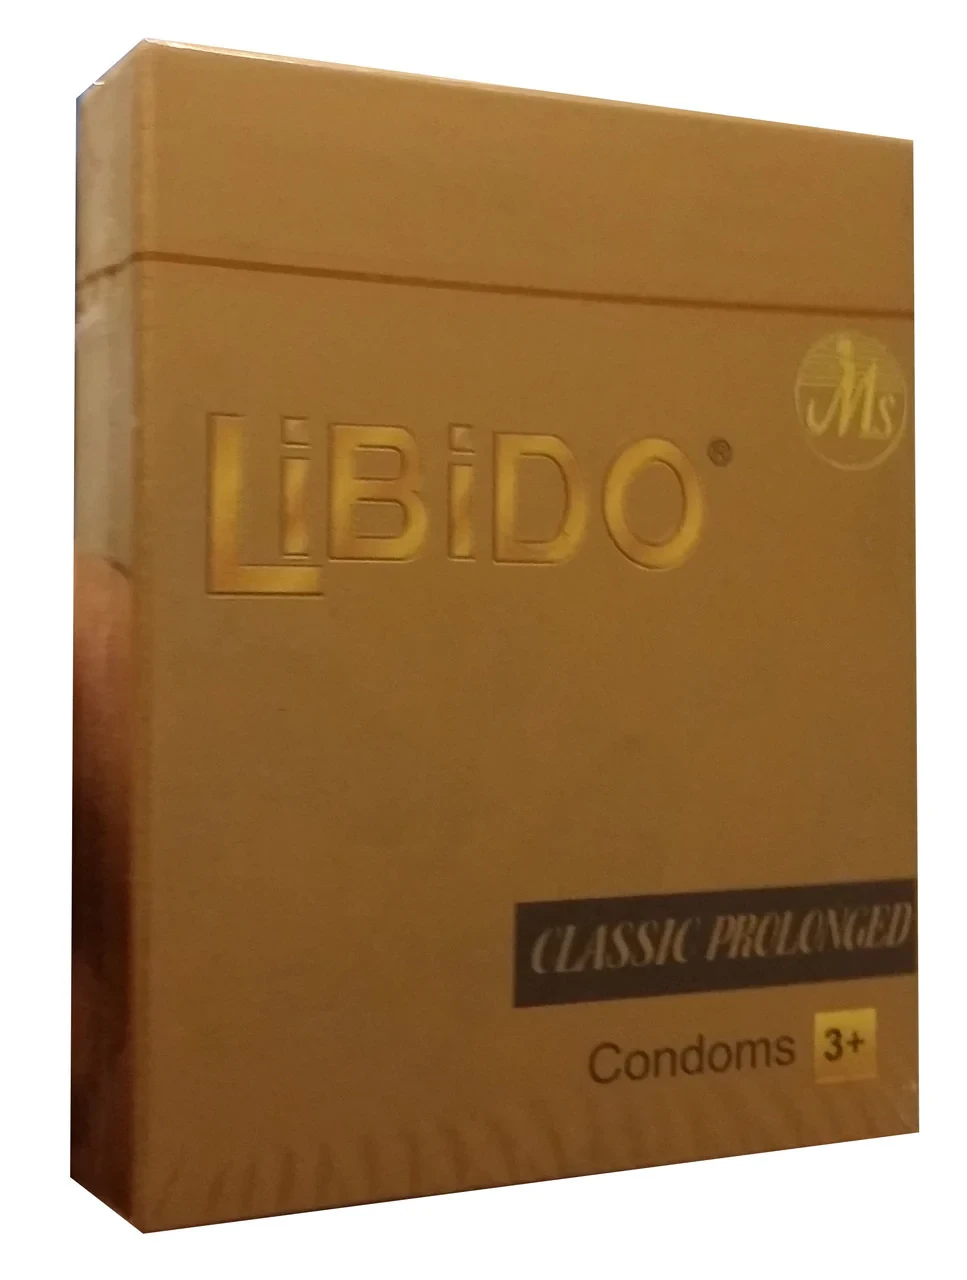 LiBiDO®
Ms
CLASSIC PROLONGED
Condoms 3+